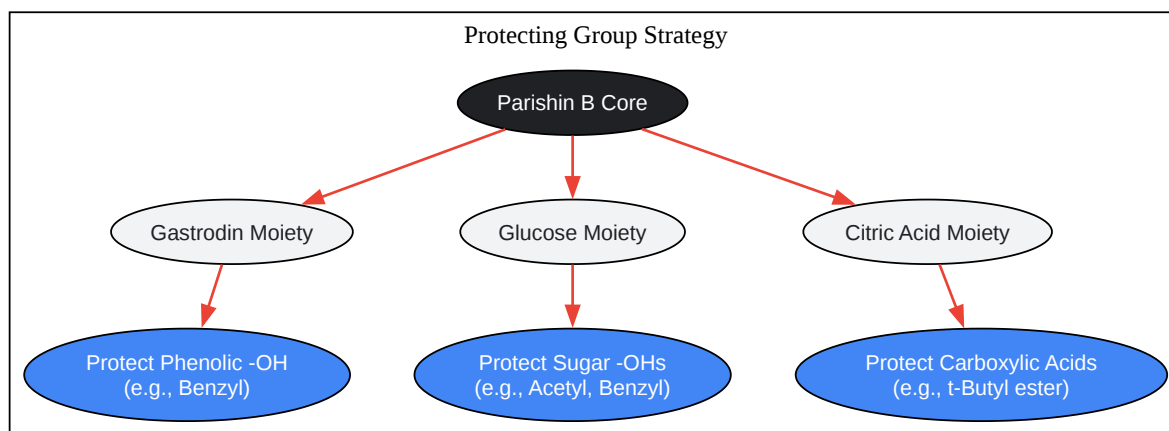 Protecting Group Strategy
Parishin B Core
Gastrodin Moiety
Glucose Moiety
Citric Acid Moiety
Protect Phenolic -OH
(e.g., Benzyl)
Protect Sugar -OHs
(e.g., Acetyl, Benzyl)
Protect Carboxylic Acids
(e.g., t-Butyl ester)